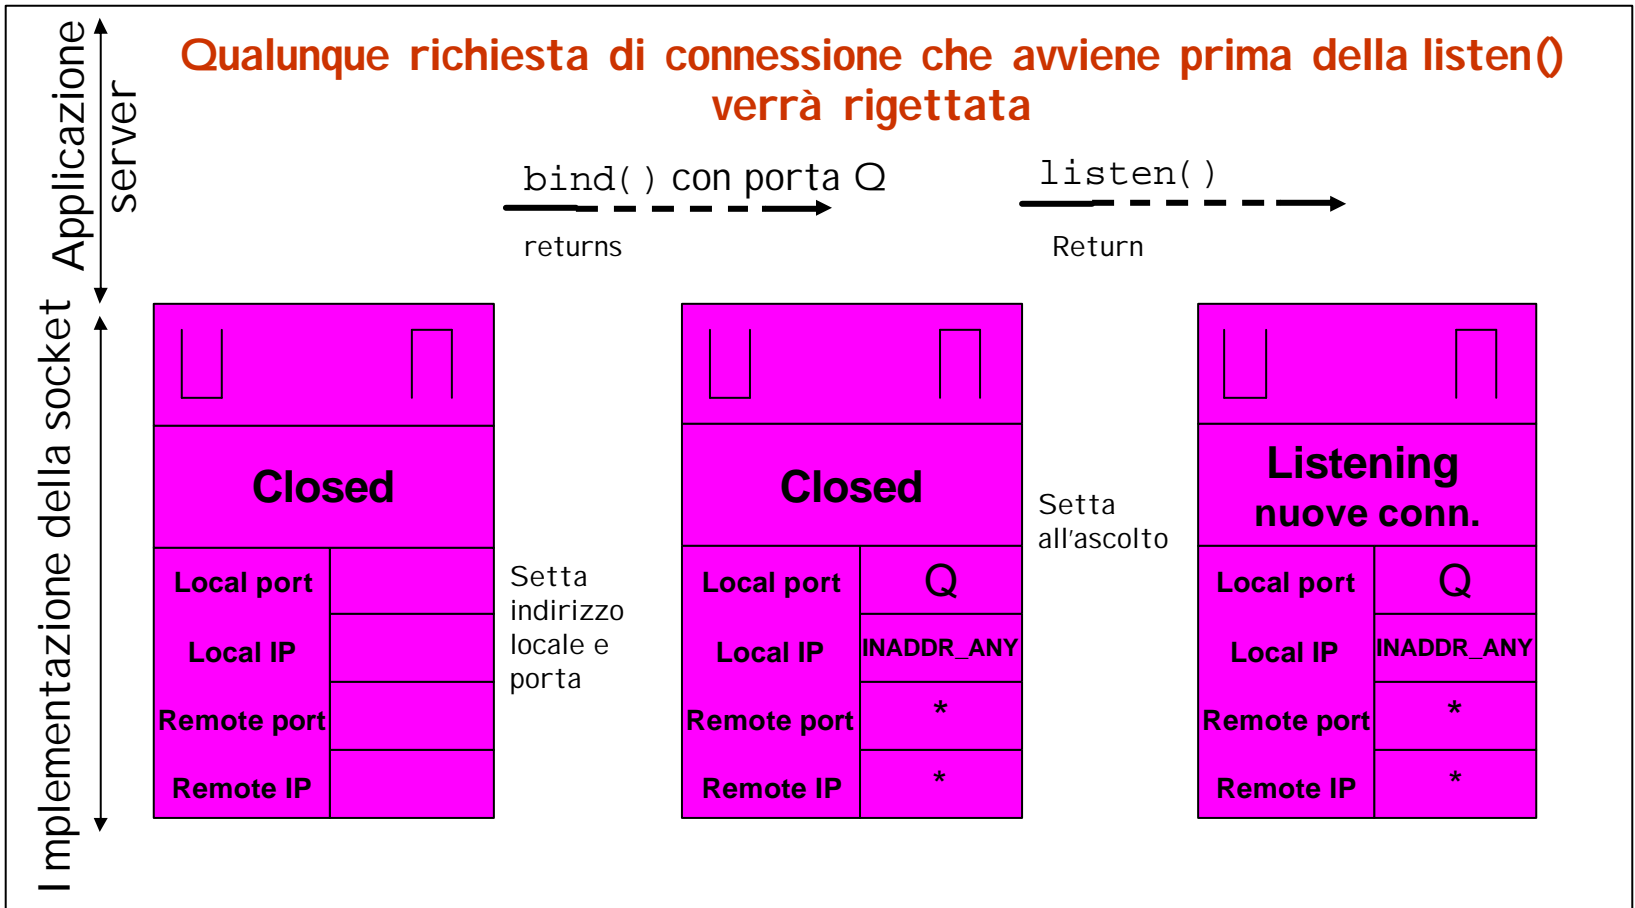 Applicazione
server
Qualunque richiesta di connessione che avviene prima della listen()
verrà rigettata
bind() con porta Q
returns
listen()
Return
Implementazione della socket
Closed
Local port
Local IP
Remote port
Remote IP
Setta
indirizzo
locale e
porta
Closed
Local port Q
Local IP INADDR_ANY
Remote port *
Remote IP *
Setta
all'ascolto
Listening
nuove conn.
Local port Q
Local IP INADDR_ANY
Remote port *
Remote IP *